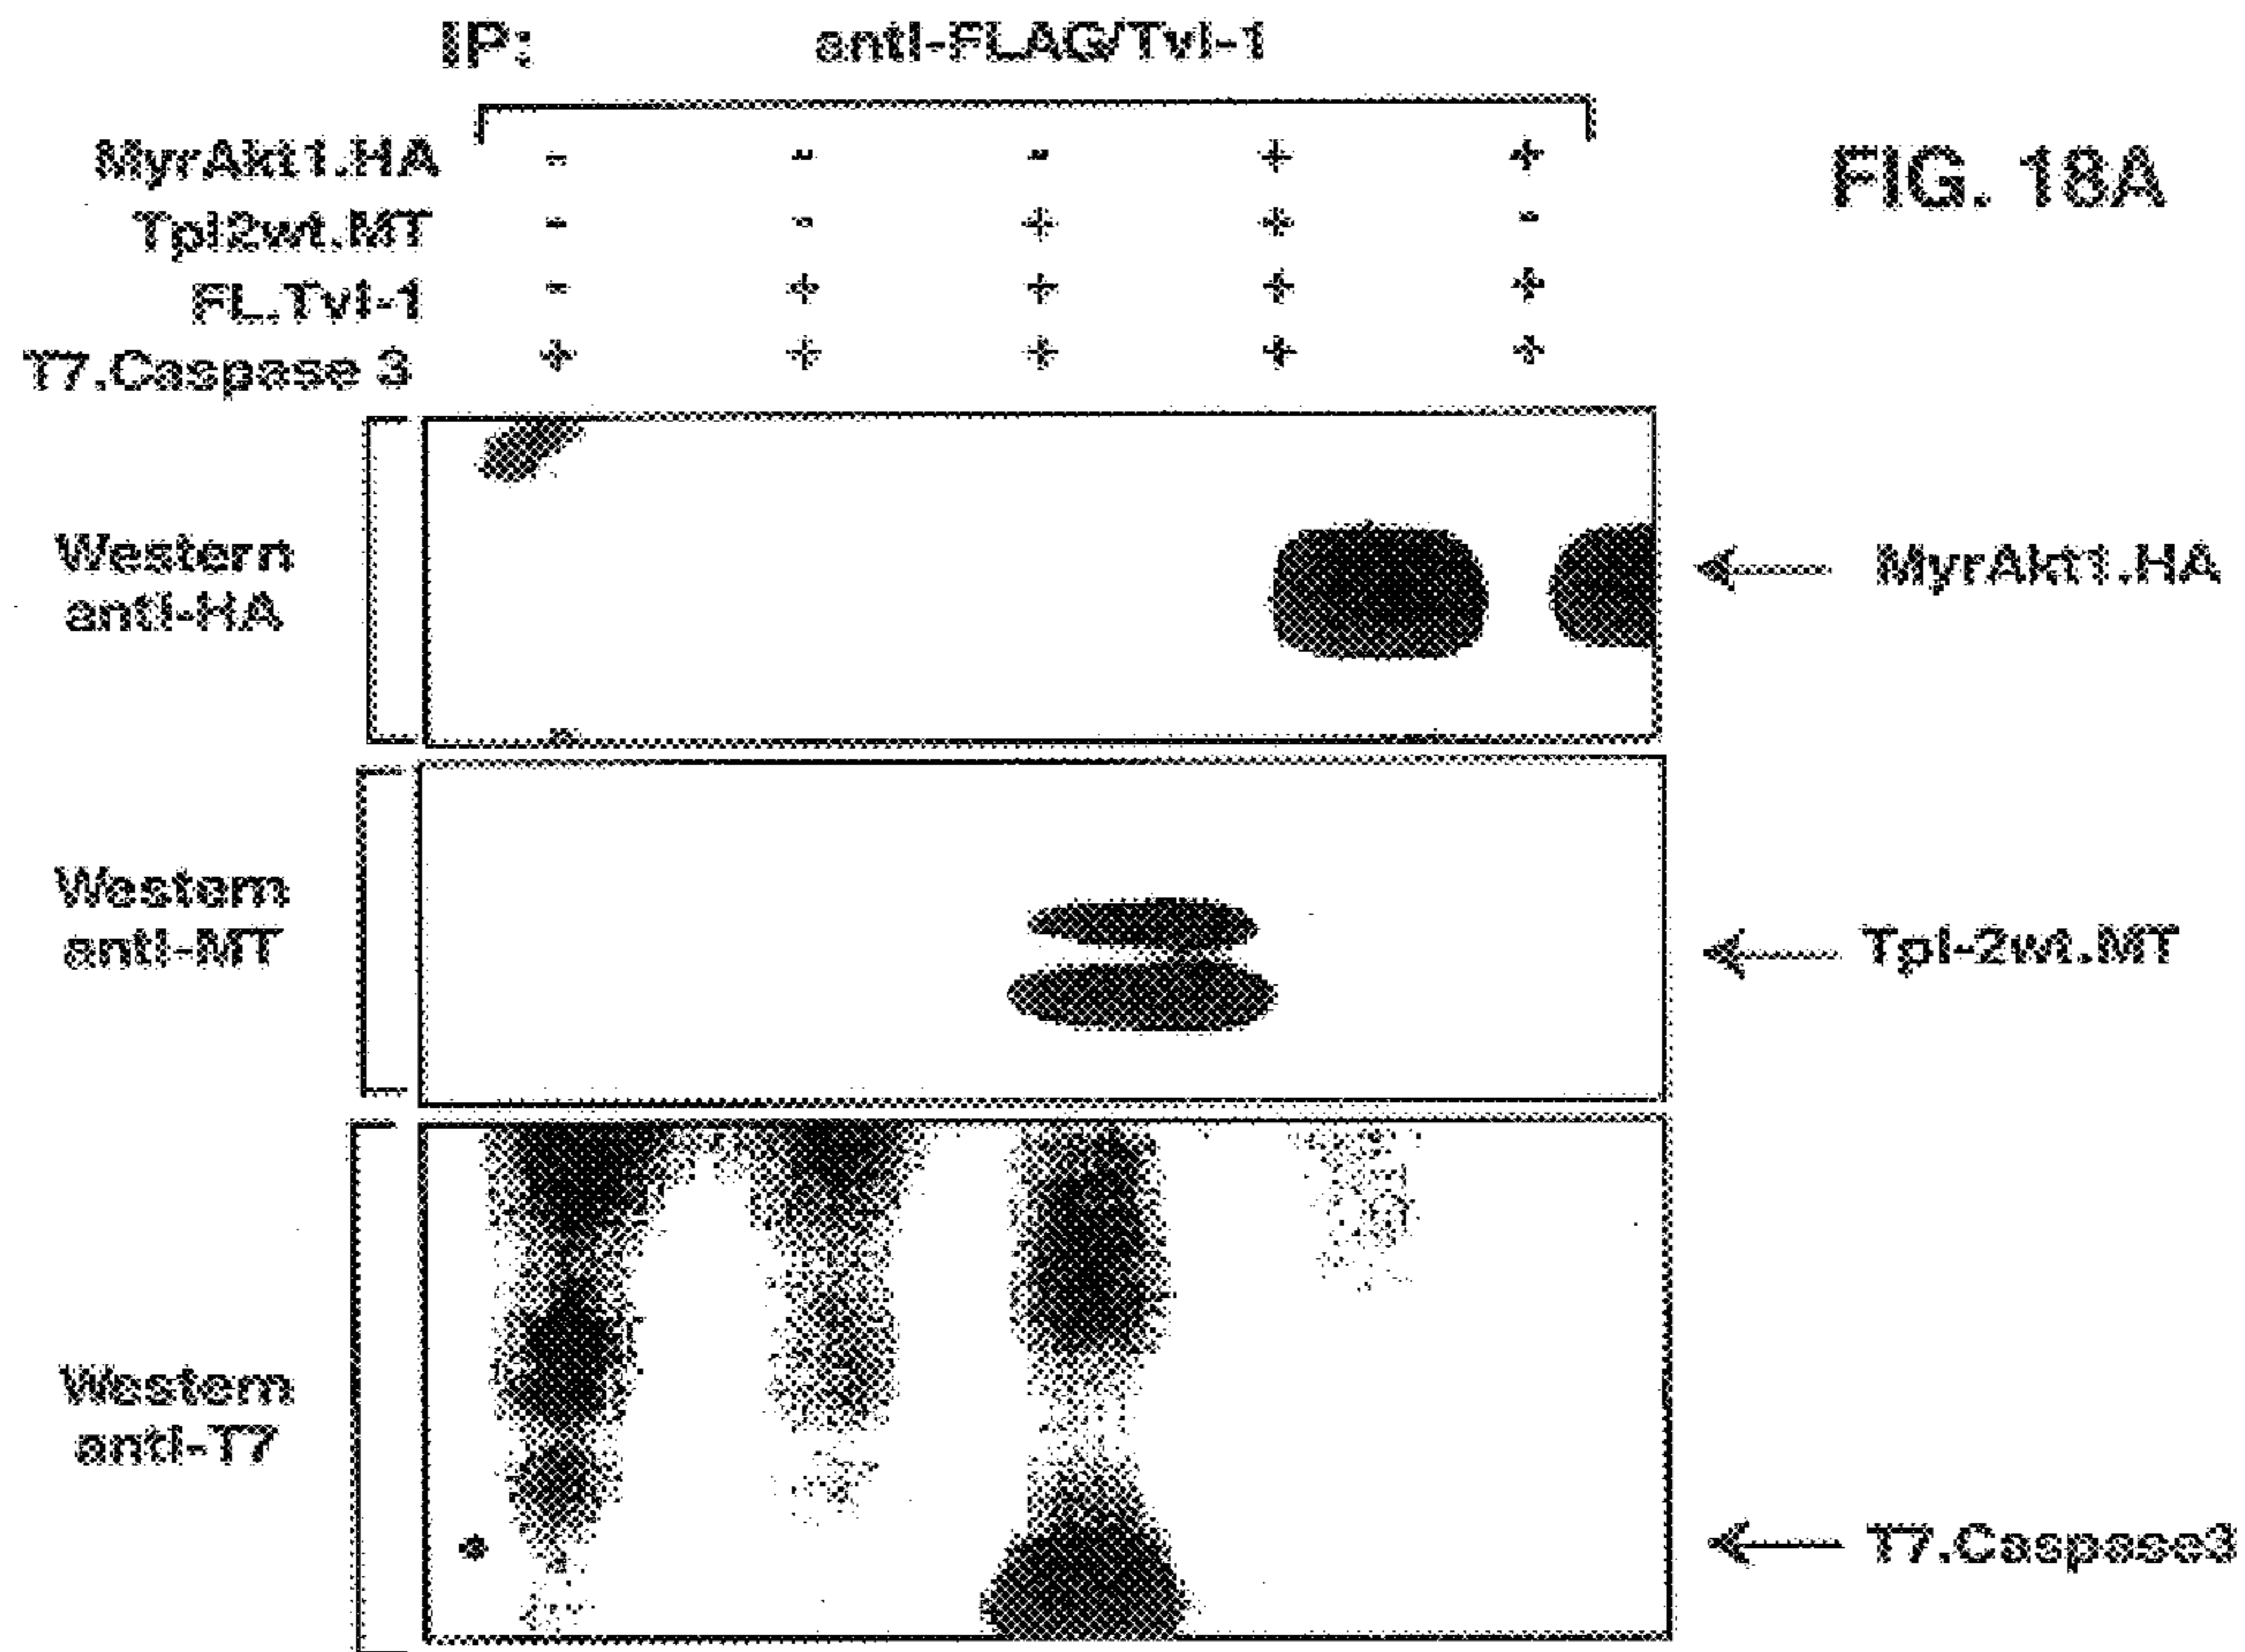 IP: anti-FLAG/Tvl-1
MyrAkt1.HA - - - + +
FIG. 18A
Tpl2wt.MT - - + + -
FL.Tvl-1 - + + + +
T7.Caspase 3 + + + + +
Western
anti-HA
MyrAkt1.HA
Western
anti-MT
Tpl-2wt.MT
Western
anti-T7
T7.Caspase3